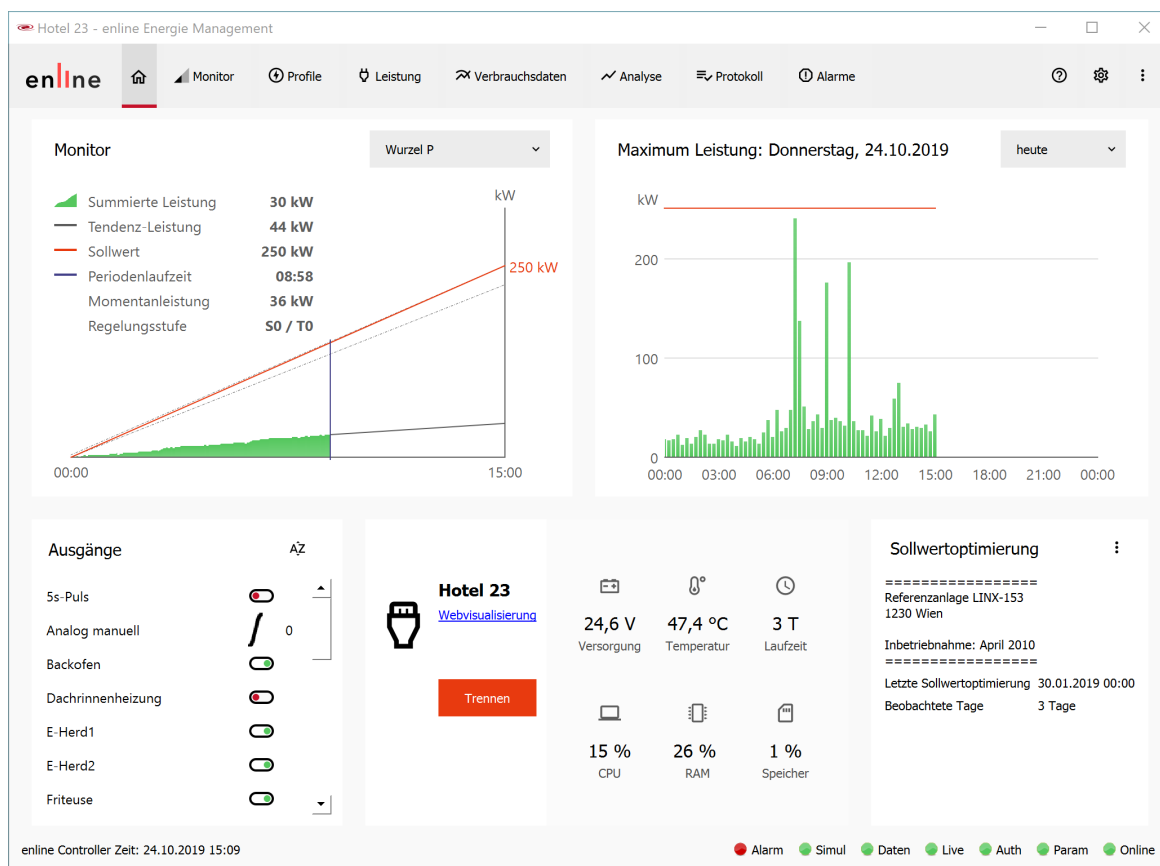 Hotel 23 - enline Energie Management
enline
Monitor
Profile
Leistung
Verbrauchsdaten
Analyse
Protokoll
Alarme
Monitor
Wurzel P
Summierte Leistung 30 kW
Tendenz-Leistung 44 kW
Sollwert 250 kW
Periodenlaufzeit 08:58
Momentanleistung 36 kW
Regelungsstufe S0 / T0
kW
250 kW
00:00 15:00
Maximum Leistung: Donnerstag, 24.10.2019
heute
kW
200
100
0
00:00 03:00 06:00 09:00 12:00 15:00 18:00 21:00 00:00
Ausgänge
AZ
5s-Puls
Analog manuell 0
Backofen
Dachrinnenheizung
E-Herd1
E-Herd2
Friteuse
Hotel 23
Webvisualisierung
Trennen
24,6 V 47,4 °C 3 T
Versorgung Temperatur Laufzeit
15 % 26 % 1 %
CPU RAM Speicher
Sollwertoptimierung
=================
Referenzanlage LINX-153
1230 Wien
Inbetriebnahme: April 2010
=================
Letzte Sollwertoptimierung 30.01.2019 00:00
Beobachtete Tage 3 Tage
enline Controller Zeit: 24.10.2019 15:09
Alarm Simul Daten Live Auth Param Online